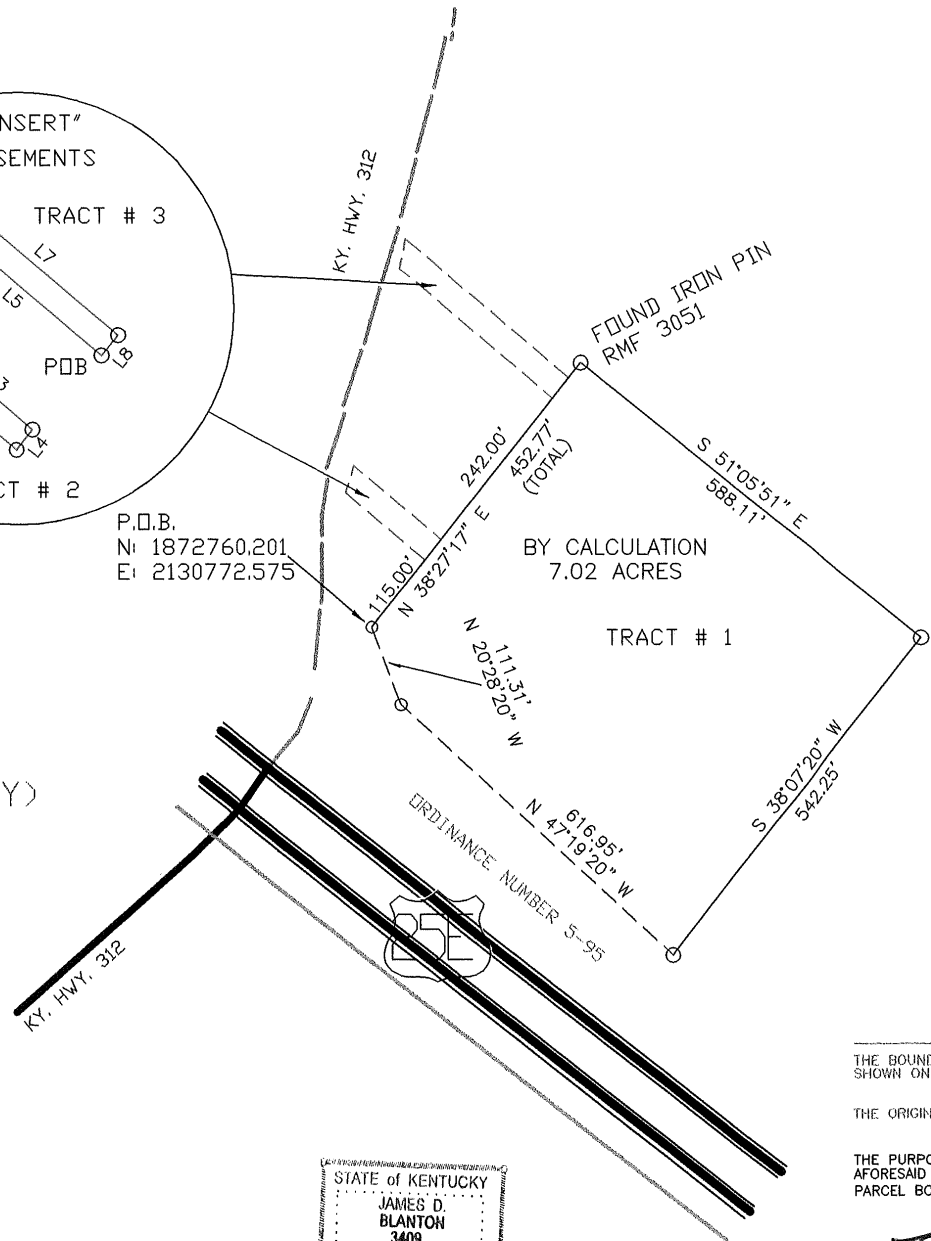 NSERT"
SEMENTS
TRACT # 3
L7
L5
L8
POB
3
L4
CT # 2
KY. HWY. 312
FOUND IRON PIN
RMF 3051
242.00'
452.77'
(TOTAL)
S 51°05'51" E
588.11'
P.O.B.
N: 1872760.201
E: 2130772.575
115.00'
N 38°27'17" E
BY CALCULATION
7.02 ACRES
TRACT # 1
111.31'
N 20°28'20" W
S 38°07'20" W
542.25'
616.95'
N 47°19'20" W
Y)
ORDINANCE NUMBER 5-95
25E
KY. HWY. 312
THE BOUND
SHOWN ON
THE ORIGIN
THE PURPO
AFORESAID
PARCEL BO
STATE of KENTUCKY
JAMES D.
BLANTON
3409